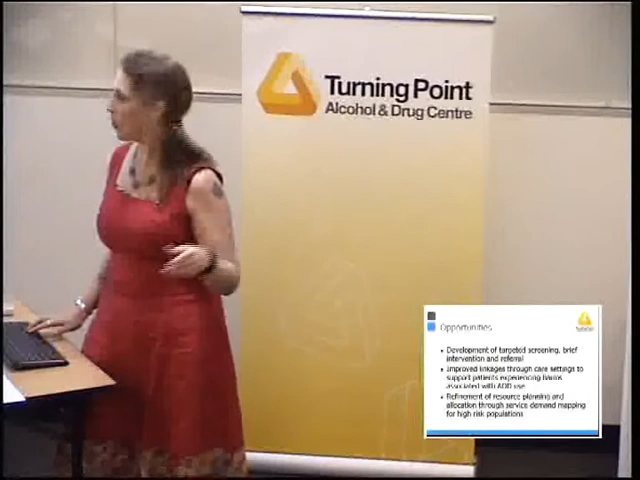 Turning Point
Alcohol & Drug Centre
Opportunities
• Development of targeted screening, brief
intervention and referral
• Improved linkages through care settings to
support patients experiencing harms
associated with AOD use
• Refinement of resource planning and
allocation through service demand mapping
for high risk populations